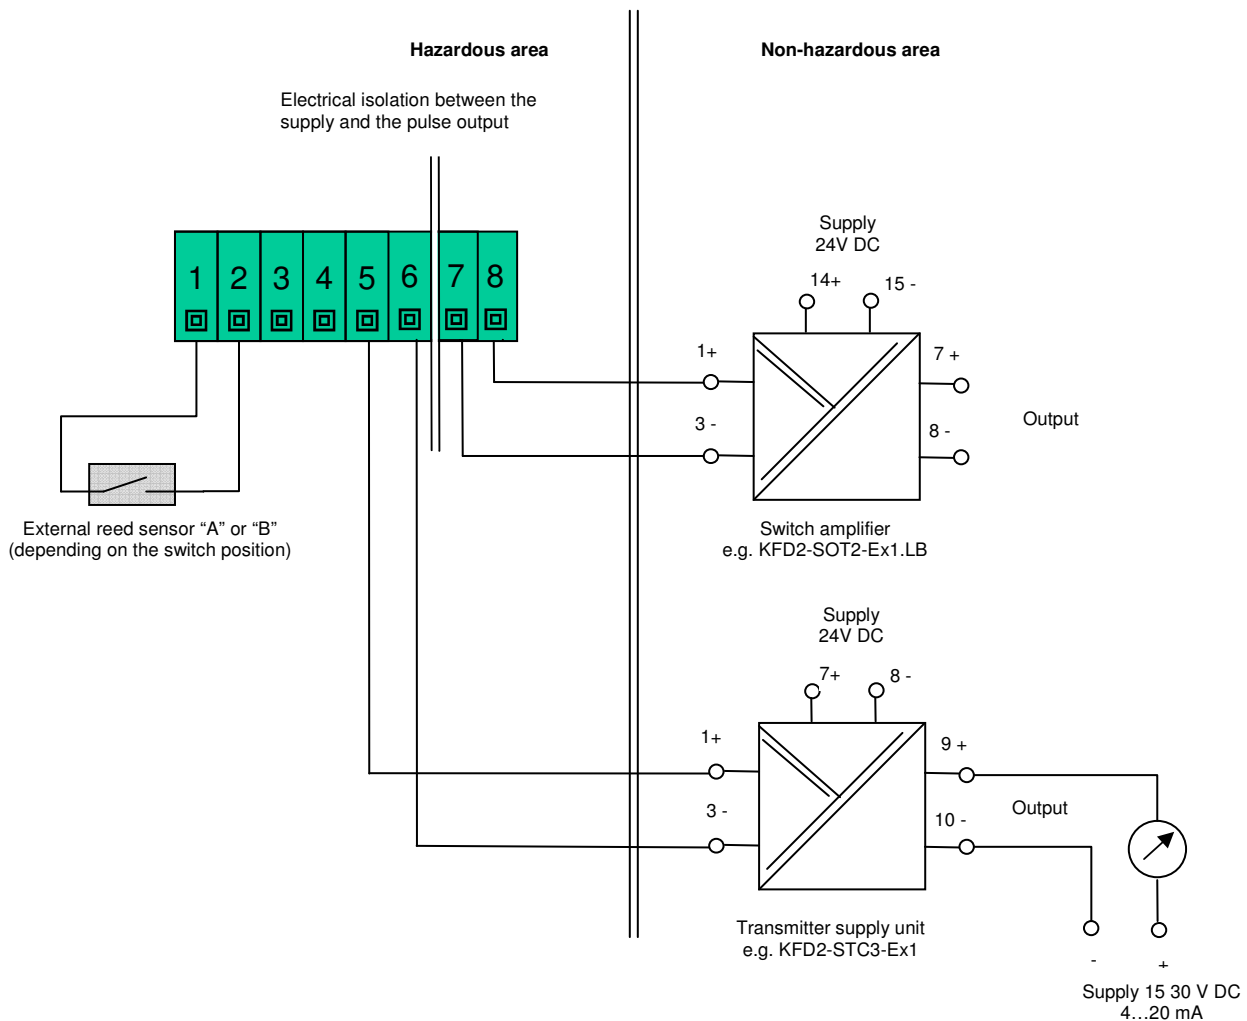 Hazardous area
Non-hazardous area
Electrical isolation between the
supply and the pulse output
1 2 3 4 5 6 7 8
Supply
24V DC
14+
15 -
1+
3 -
7 +
8 -
Output
External reed sensor “A” or “B”
(depending on the switch position)
Switch amplifier
e.g. KFD2-SOT2-Ex1.LB
Supply
24V DC
7+
8 -
1+
3 -
9 +
10 -
Output
Transmitter supply unit
e.g. KFD2-STC3-Ex1
- +
Supply 15 30 V DC
4…20 mA